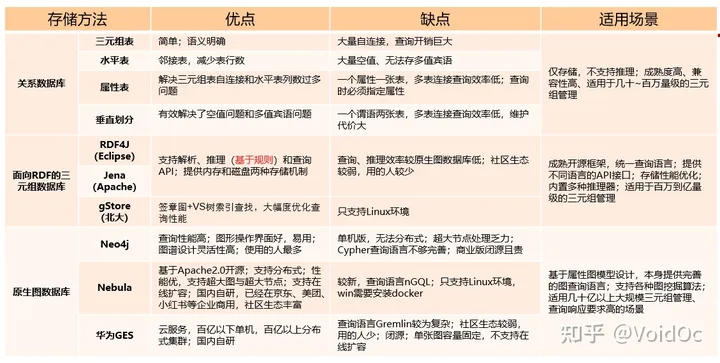 存储方法 优点 缺点 适用场景
关系数据库
三元组表 简单；语义明确 大量自连接，查询开销巨大
水平表 邻接表，减少表行数 大量空值、无法存多值宾语
属性表
解决三元组表自连接和水平表列数过多
问题
一个属性一张表，多表连接查询效率低；查询
时必须指定属性
垂直划分 有效解决了空值问题和多值宾语问题
一个谓语两张表，多表连接查询效率低，维护
代价大
仅存储，不支持推理；成熟度高、兼
容性高、适用于几十~百万量级的三元
组管理
面向RDF的三
元组数据库
RDF4J
(Eclipse)
Jena
(Apache)
支持解析、推理（基于规则）和查询
API；提供内存和磁盘两种存储机制
查询、推理效率较原生图数据库低；社区生态
较弱，用的人较少
gStore
(北大)
签章图+VS树索引查找，大幅度优化查
询性能
只支持Linux环境
成熟开源框架，统一查询语言；提供
不同语言的API接口；存储性能优化；
内置多种推理器；适用于百万到亿量
级的三元组管理
原生图数据库
Neo4j
查询性能高；图形操作界面好，易用；
图谱设计灵活性高；使用的人最多
单机版，无法分布式；超大节点处理乏力；
Cypher查询语言不够完善；商业版闭源且贵
Nebula
基于Apache2.0开源；支持分布式；性
能优，支持超大图与超大节点；支持在
线扩容；国内自研，已经在京东、美团、
小红书等企业商用，社区生态丰富
较新，查询语言nGQL；只支持Linux环境，
win需要安装docker
华为GES
云服务，百亿以下单机，百亿以上分布
式集群；国内自研
查询语言Gremlin较为复杂；社区生态较弱，
用的人少；闭源；单张图容量固定，不支持在
线扩容
基于属性图模型设计，本身提供完善
的图查询语言；支持各种图挖掘算法；
适用几十亿以上大规模三元组管理、
查询响应要求高的场景
知乎 @VoidOc